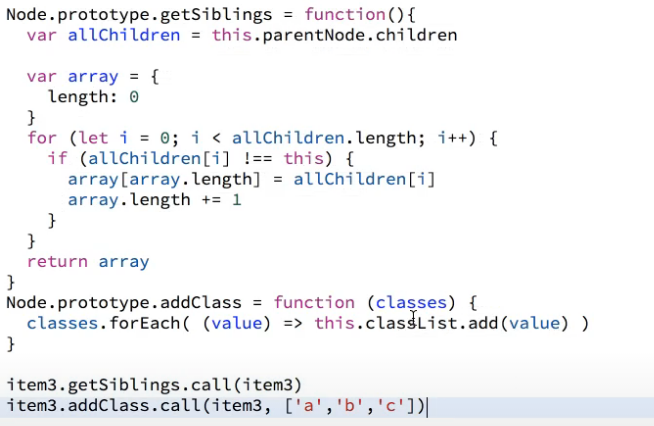 Node.prototype.getSiblings = function(){
  var allChildren = this.parentNode.children

  var array = {
    length: 0
  }
  for (let i = 0; i < allChildren.length; i++) {
    if (allChildren[i] !== this) {
      array[array.length] = allChildren[i]
      array.length += 1
    }
  }
  return array
}
Node.prototype.addClass = function (classes) {
  classes.forEach( (value) => this.classList.add(value) )
}

item3.getSiblings.call(item3)
item3.addClass.call(item3, ['a','b','c'])